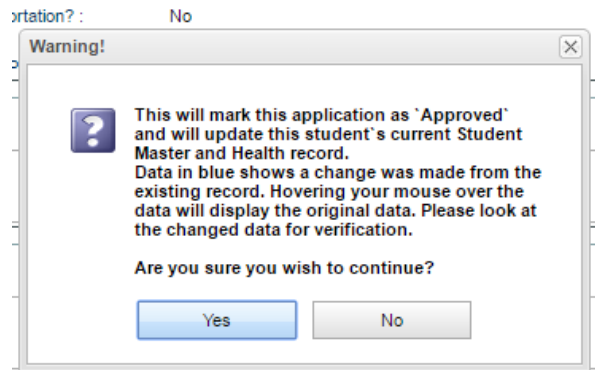 ortation? : No
Warning!
This will mark this application as `Approved`
and will update this student`s current Student
Master and Health record.
Data in blue shows a change was made from the
existing record. Hovering your mouse over the
data will display the original data. Please look at
the changed data for verification.
Are you sure you wish to continue?
Yes
No